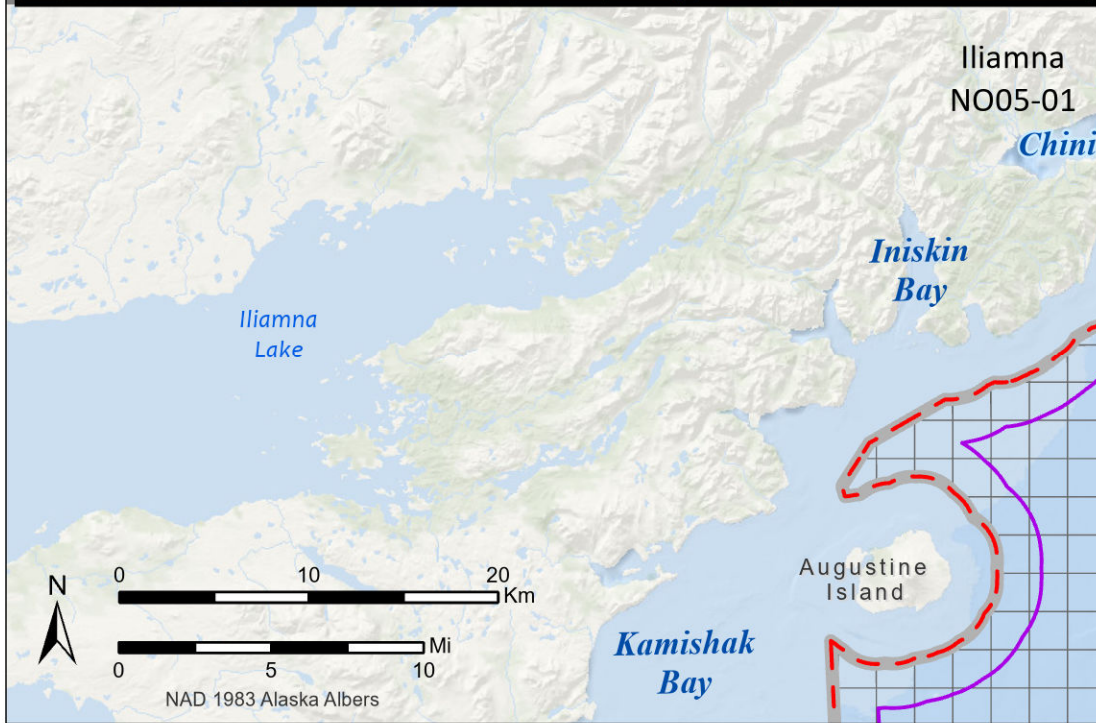 Iliamna
NO05-01
Chini
Iniskin
Bay
Iliamna
Lake
Augustine
Island
Kamishak
Bay
N
0 10 20
Km
Mi
0 5 10
NAD 1983 Alaska Albers